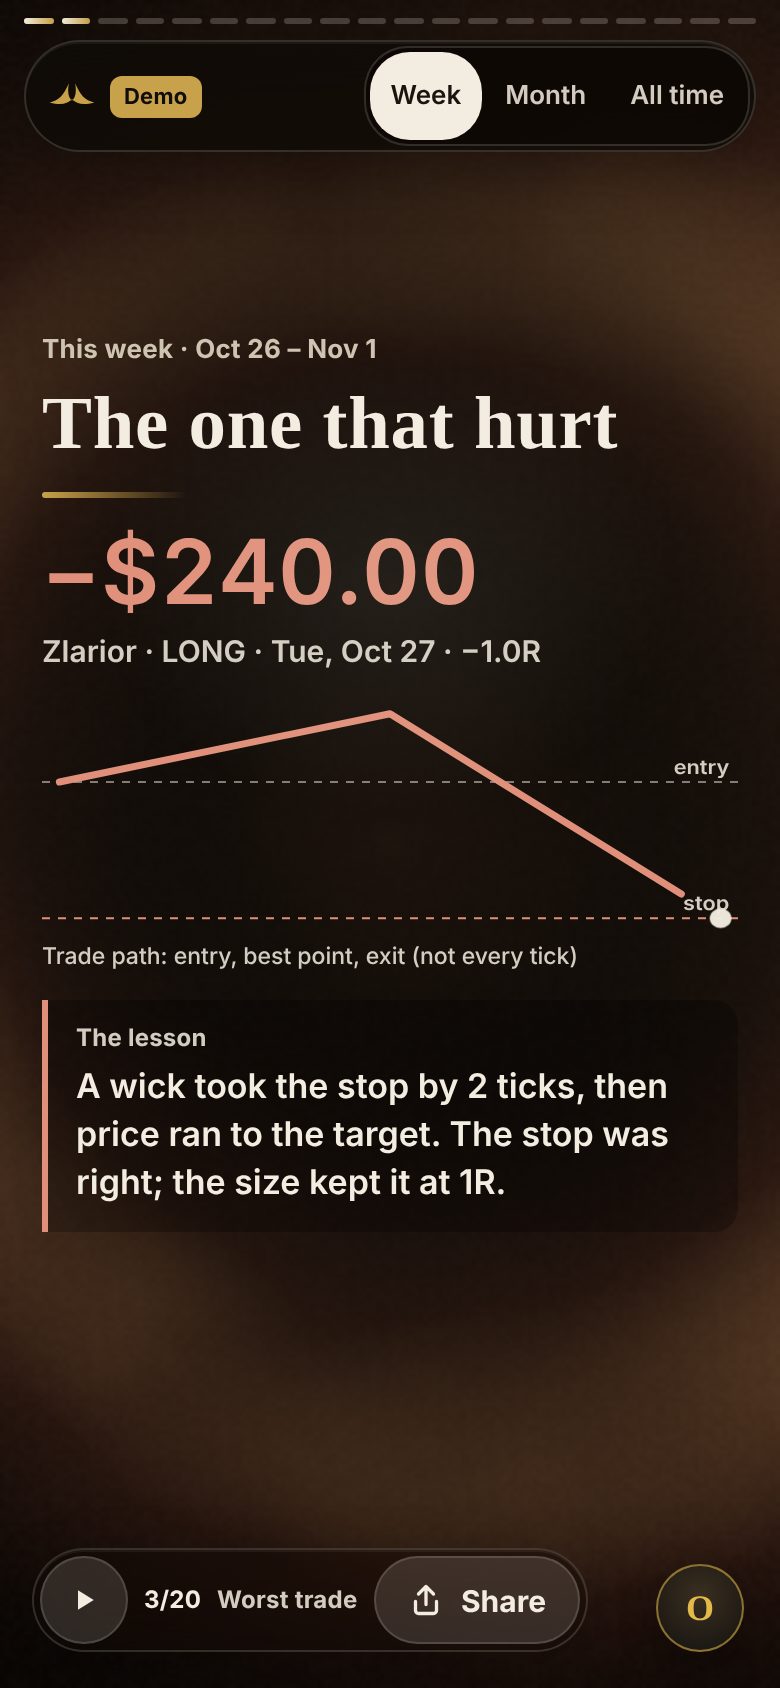 Demo
Week
Month
All time
This week · Oct 26 – Nov 1
The one that hurt
−$240.00
Zlarior · LONG · Tue, Oct 27 · −1.0R
entry
stop
Trade path: entry, best point, exit (not every tick)
The lesson
A wick took the stop by 2 ticks, then
price ran to the target. The stop was
right; the size kept it at 1R.
3/20 Worst trade
Share
O